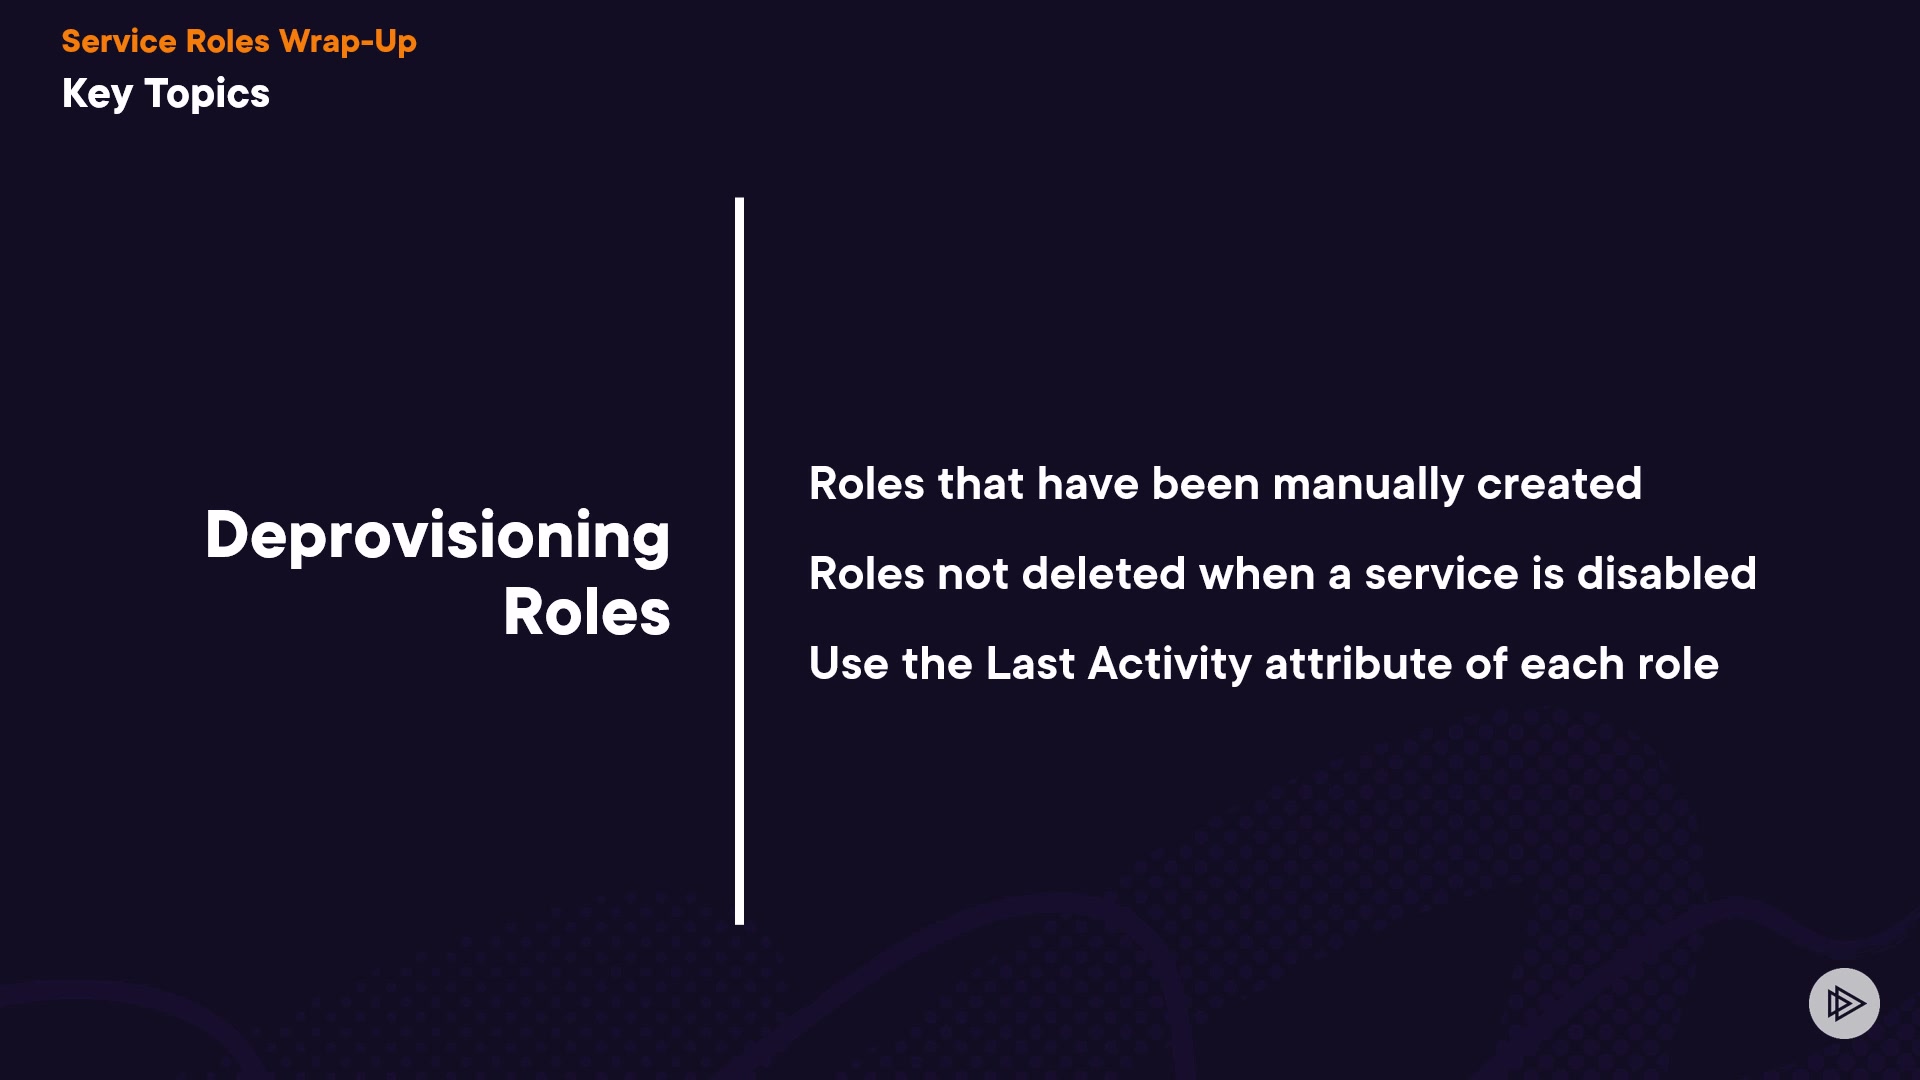 Service Roles Wrap-Up
Key Topics
Deprovisioning
Roles
Roles that have been manually created
Roles not deleted when a service is disabled
Use the Last Activity attribute of each role